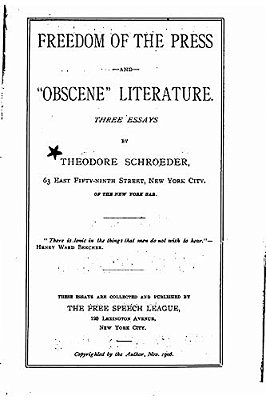 FREEDOM OF THE PRESS
—AND—
“OBSCENE” LITERATURE.
THREE ESSAYS
BY
THEODORE SCHROEDER,
63 East Fifty-ninth Street, New York City.
OF THE NEW YORK BAR.
“There is tonic in the things that men do not wish to hear.”—
Henry Ward Beecher.
THESE ESSAYS ARE COLLECTED AND PUBLISHED BY
THE FREE SPEECH LEAGUE,
120 Lexington Avenue,
New York City.
Copyrighted by the Author, Nov. 1906.